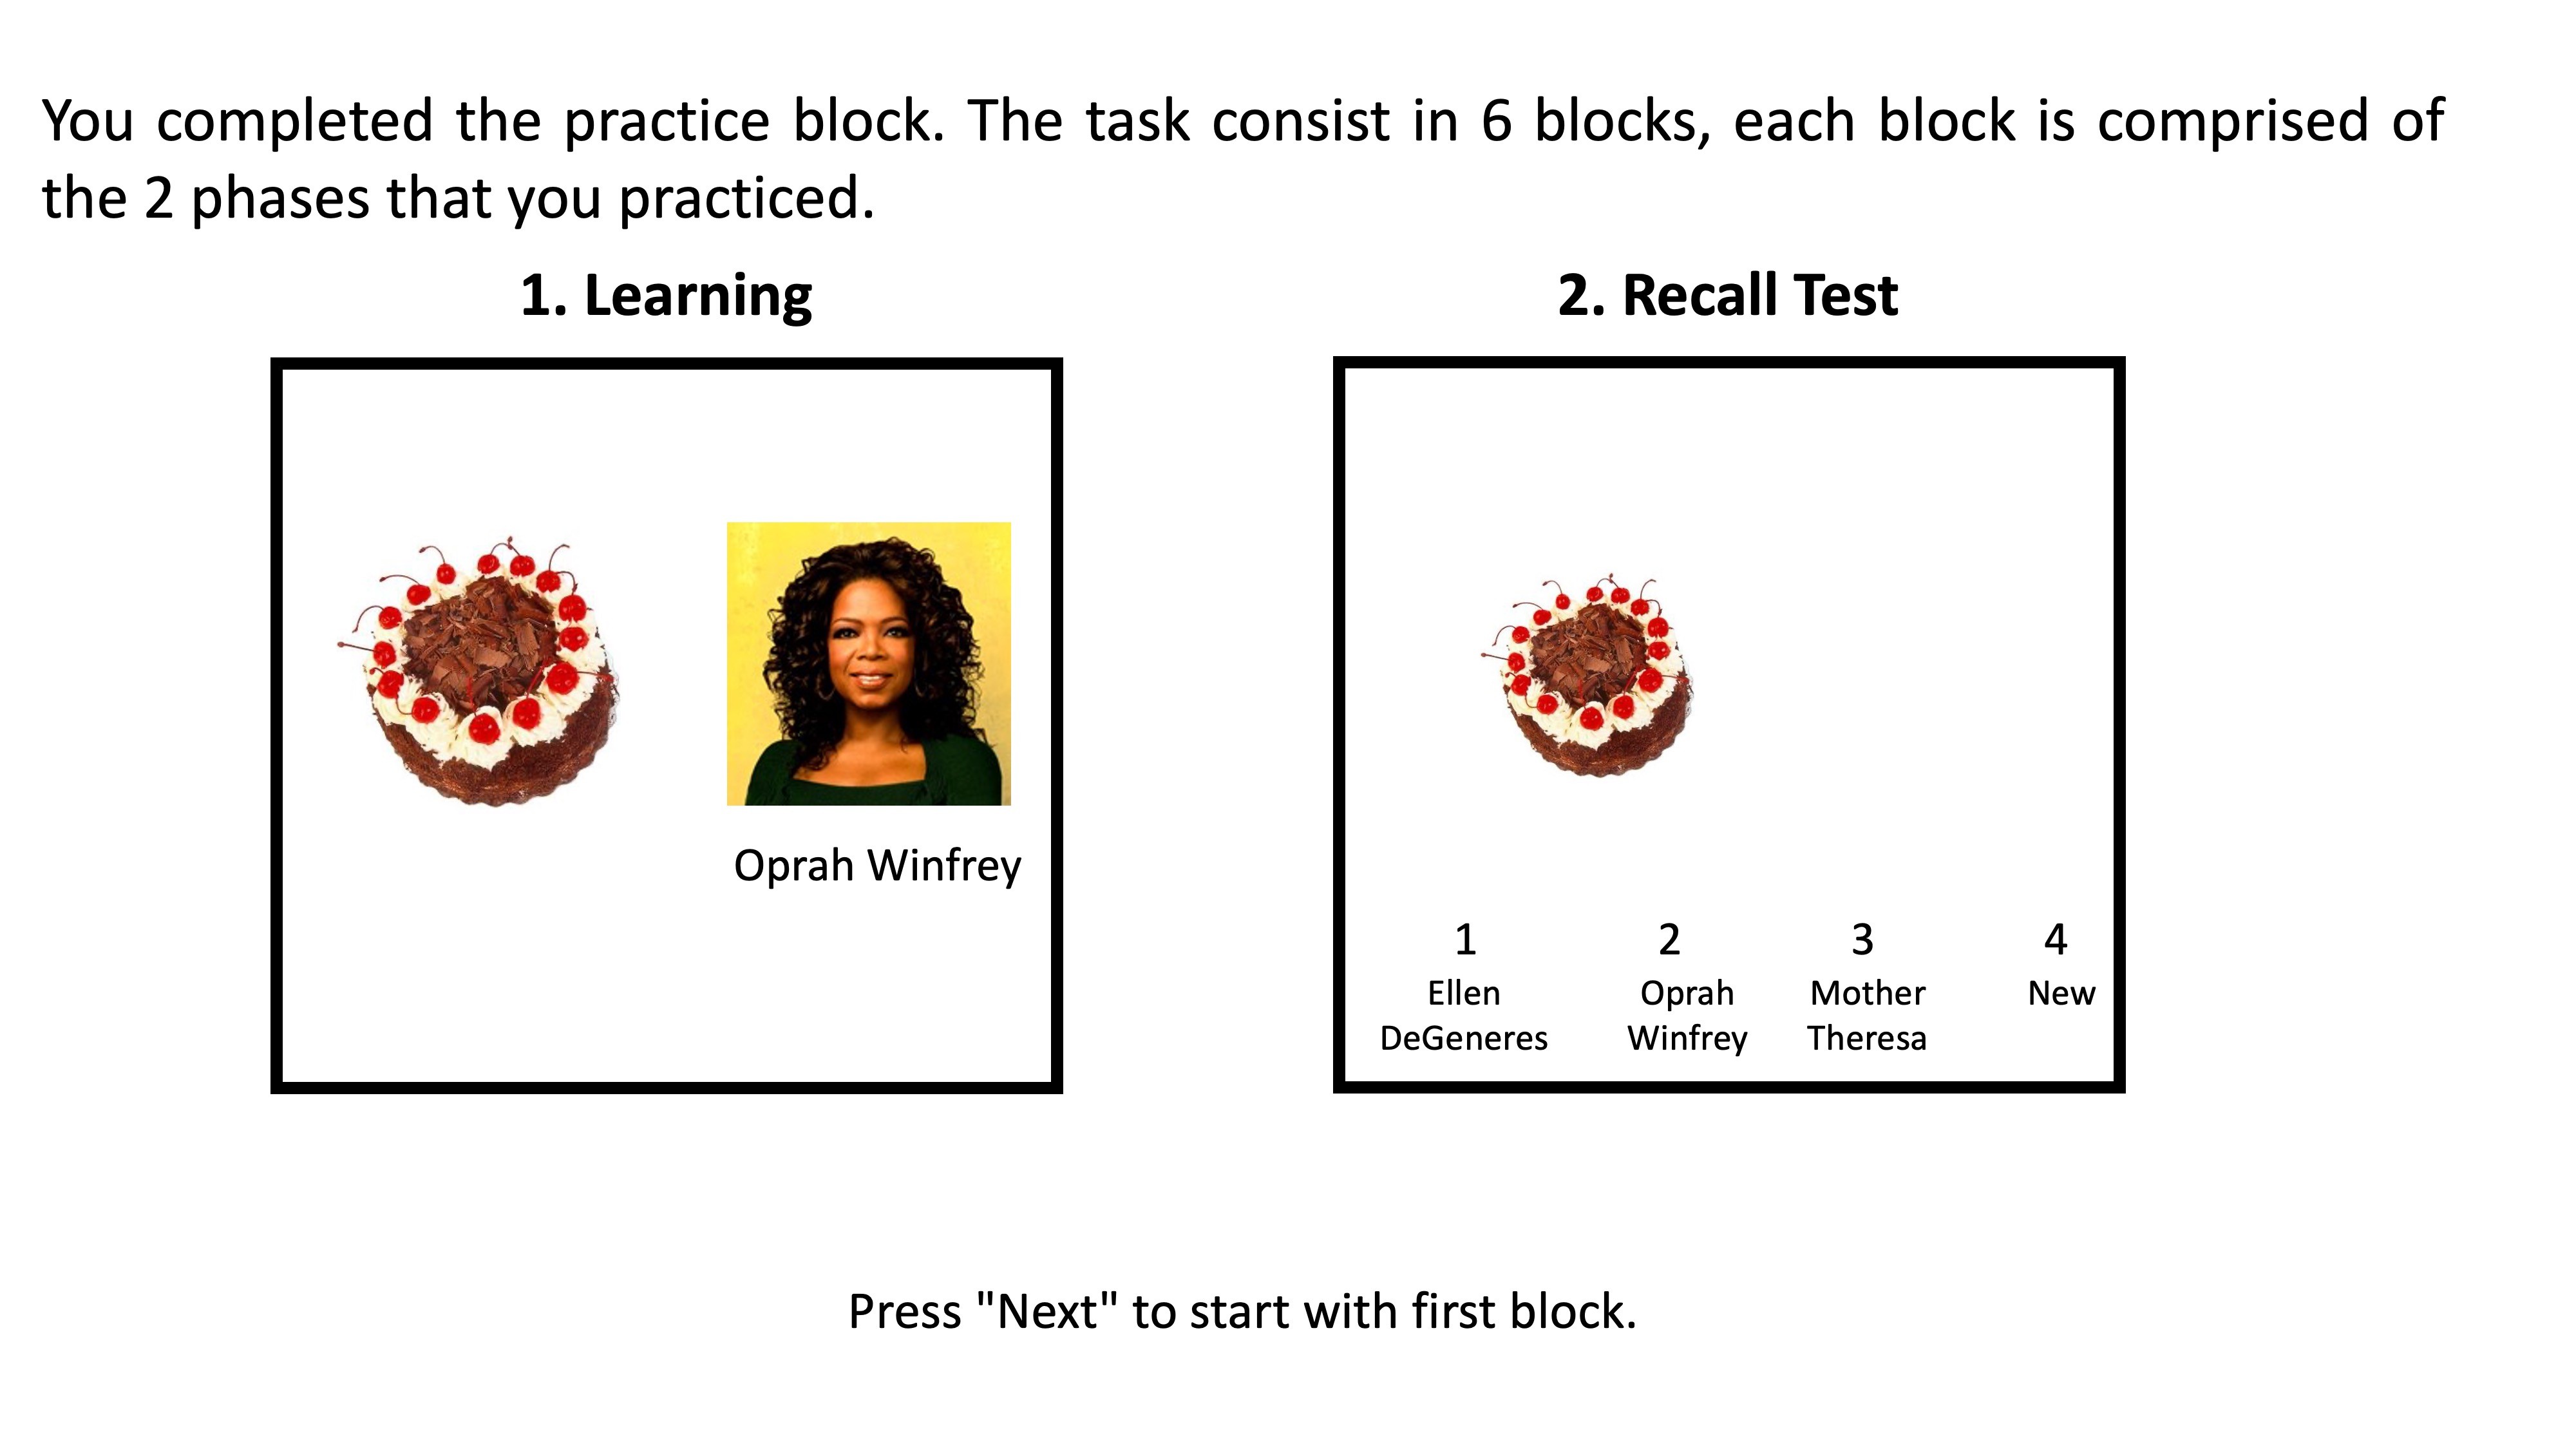 You completed the practice block. The task consist in 6 blocks, each block is comprised of
the 2 phases that you practiced.
1. Learning
2. Recall Test
Oprah Winfrey
1 2 3 4
Ellen Oprah Mother New
DeGeneres Winfrey Theresa
Press "Next" to start with first block.